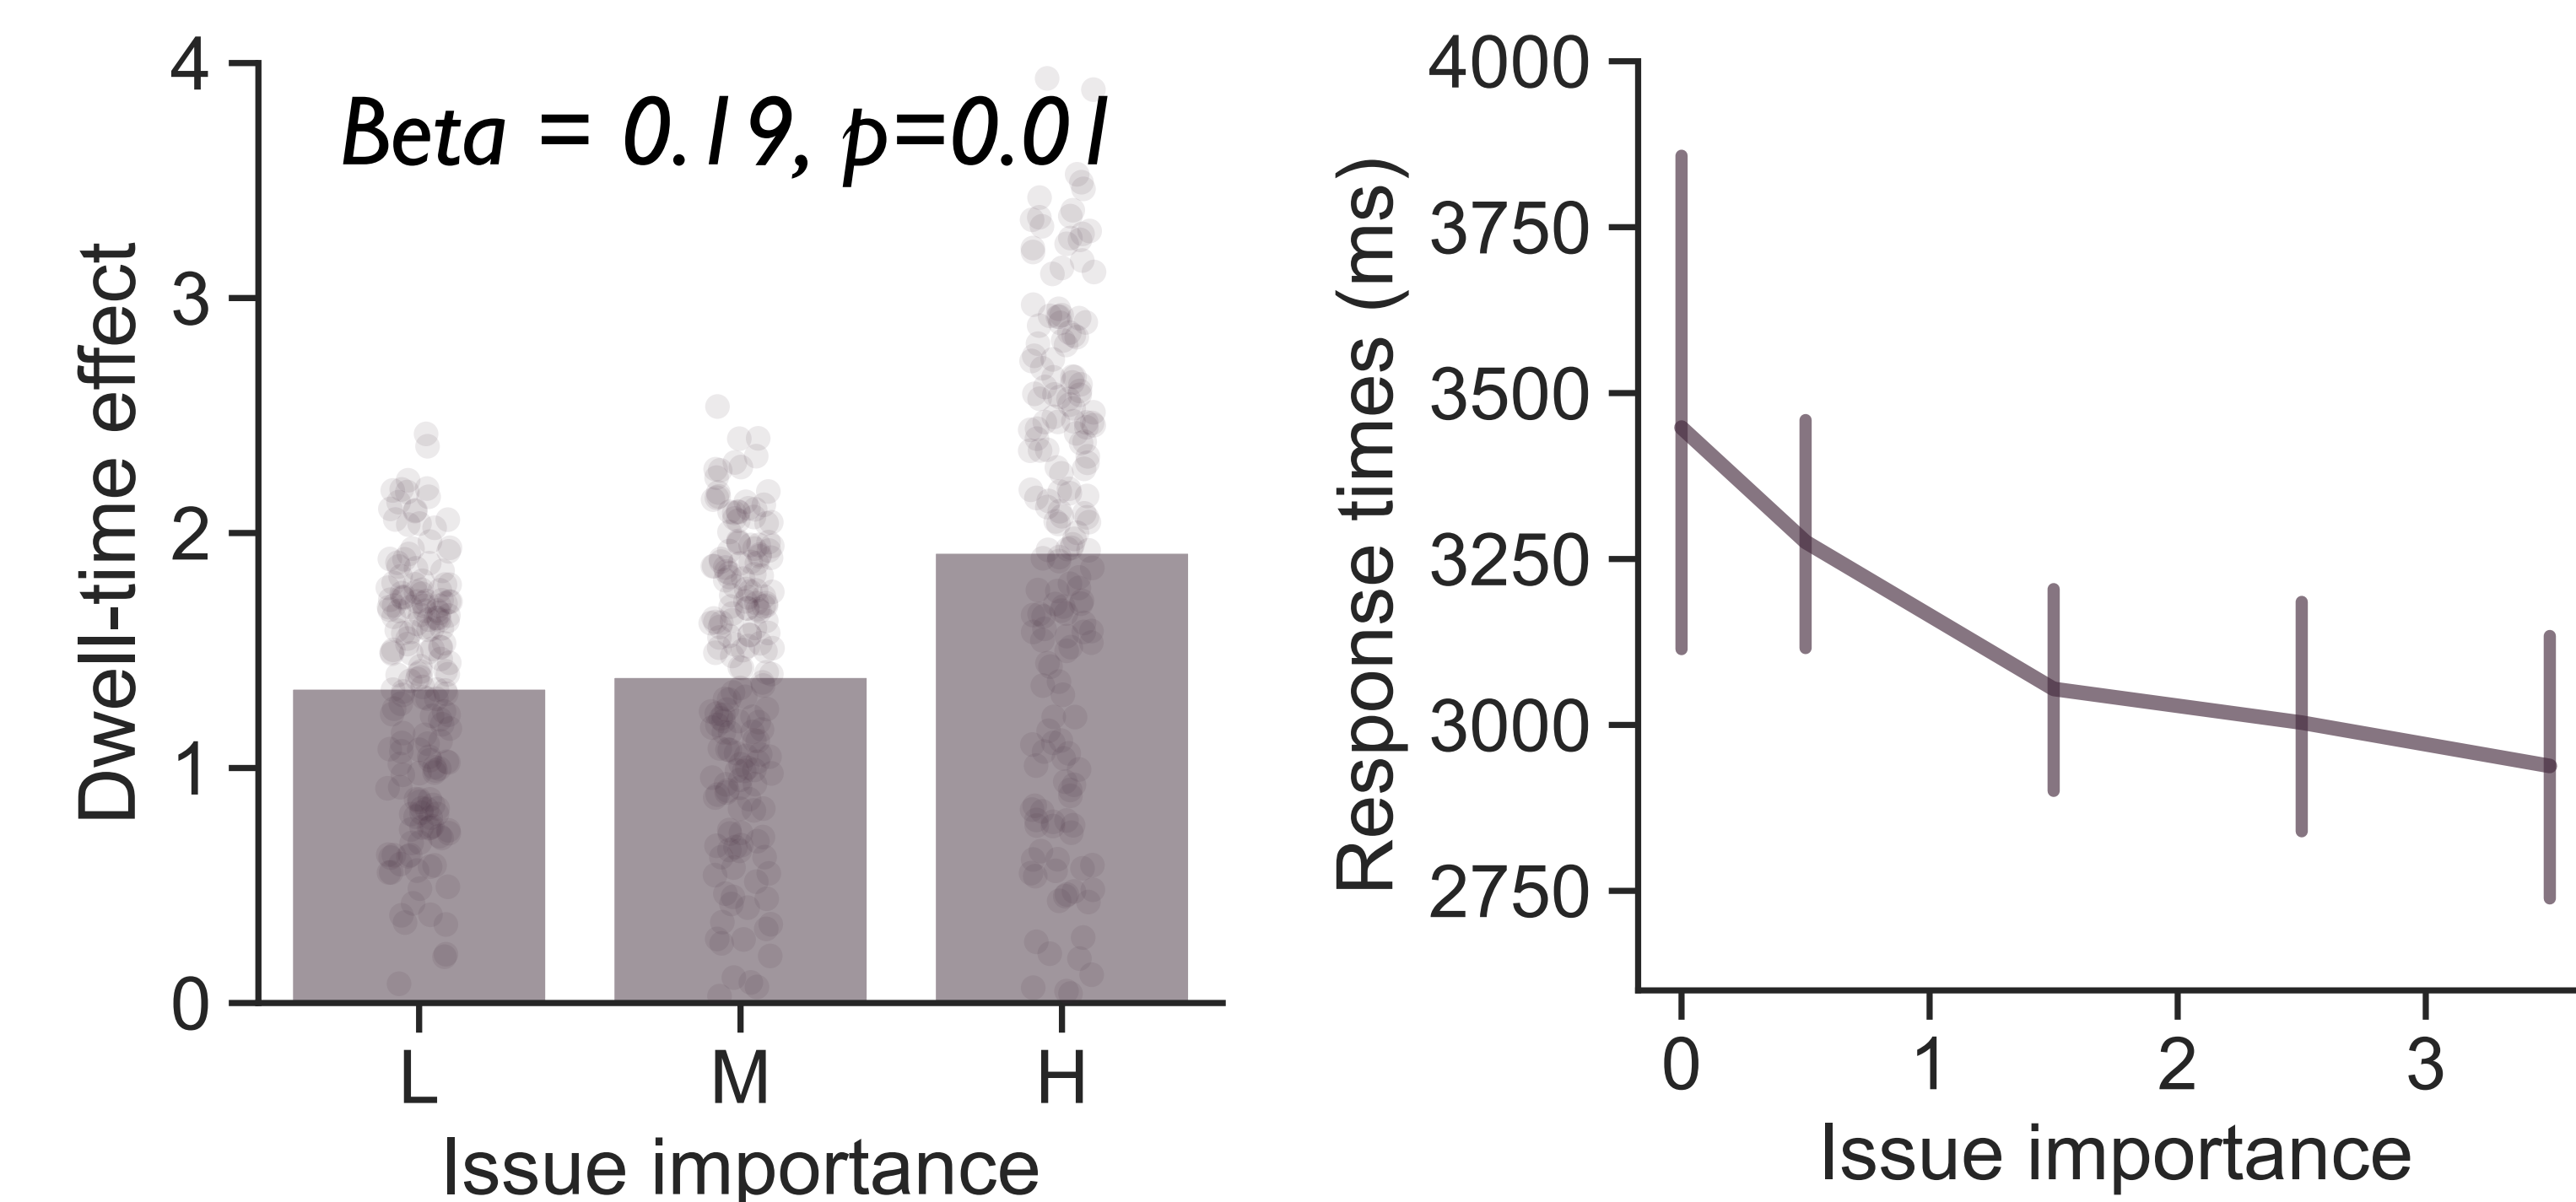 Beta = 0.19, p=0.01
Dwell-time effect
4
3
2
1
0
L M H
Issue importance
Response times (ms)
4000
3750
3500
3250
3000
2750
0 1 2 3
Issue importance